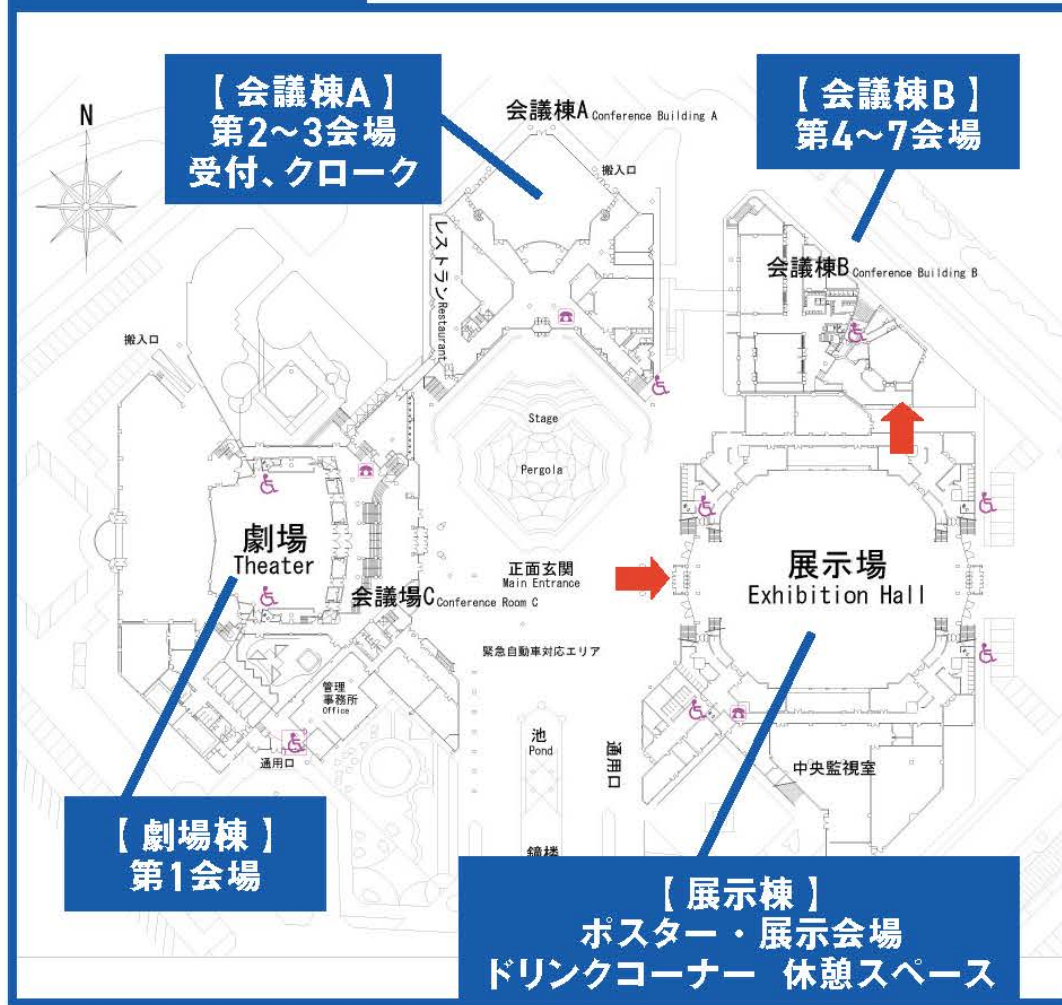 【 会議棟A 】
第2～3会場
受付、クローク
【 会議棟B 】
第4～7会場
N
会議棟A Conference Building A
搬入口
レストラン Restaurant
会議棟B Conference Building B
搬入口
Stage
Pergola
劇場
Theater
正面玄関
Main Entrance
展示場
Exhibition Hall
会議場C Conference Room C
緊急自動車対応エリア
管理
事務所
Office
池
Pond
通用口
通用口
中央監視室
【 劇場棟 】
第1会場
【 展示棟 】
ポスター・展示会場
ドリンクコーナー 休憩スペース